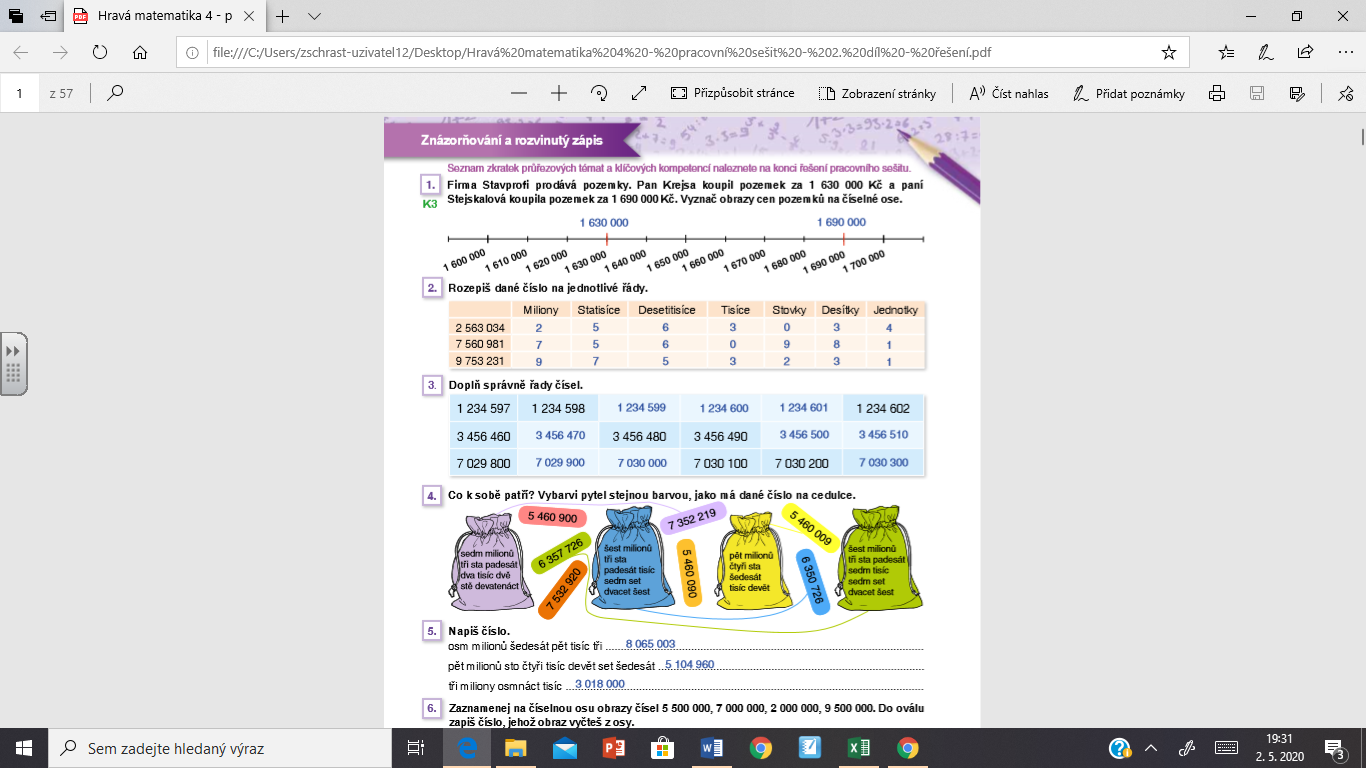 Hravá matematika 4 - p
file:///C:/Users/zschrast-uzivatel12/Desktop/Hravá%20matematika%204%20-%20pracovní%20sešit%20-%202.%20díl%20-%20řešení.pdf
1 z 57 Přizpůsobit stránce Zobrazení stránky Číst nahlas Přidat poznámky
Znázorňování a rozvinutý zápis
Seznam zkratek průřezových témat a klíčových kompetencí naleznete na konci řešení pracovního sešitu.
1. Firma Stavprofi prodává pozemky. Pan Krejsa koupil pozemek za 1 630 000 Kč a paní
K3 Stejskalová koupila pozemek za 1 690 000 Kč. Vyznač obrazy cen pozemků na číselné ose.
1 630 000 1 690 000
1 600 000 1 610 000 1 620 000 1 630 000 1 640 000 1 650 000 1 660 000 1 670 000 1 680 000 1 690 000 1 700 000
2. Rozepiš dané číslo na jednotlivé řády.
Miliony Statisíce Desetitisíce Tisíce Stovky Desítky Jednotky
2 563 034 2 5 6 3 0 3 4
7 560 981 7 5 6 0 9 8 1
9 753 231 9 7 5 3 2 3 1
3. Doplň správně řady čísel.
1 234 597 1 234 598 1 234 599 1 234 600 1 234 601 1 234 602
3 456 460 3 456 470 3 456 480 3 456 490 3 456 500 3 456 510
7 029 800 7 029 900 7 030 000 7 030 100 7 030 200 7 030 300
4. Co k sobě patří? Vybarvi pytel stejnou barvou, jako má dané číslo na cedulce.
sedm milionů
tři sta padesát
dva tisíc dvě
stě devatenáct
5 460 900
6 357 726
7 532 920
šest milionů
tři sta
padesát tisíc
sedm set
dvacet šest
7 352 219
5 460 090
pět milionů
čtyři sta
šedesát
tisíc devět
5 460 009
6 350 726
šest milionů
tři sta padesát
sedm tisíc
sedm set
dvacet šest
5. Napiš číslo.
osm milionů šedesát pět tisíc tři 8 065 003
pět milionů sto čtyři tisíc devět set šedesát 5 104 960
tři miliony osmnáct tisíc 3 018 000
6. Zaznamenej na číselnou osu obrazy čísel 5 500 000, 7 000 000, 2 000 000, 9 500 000. Do oválu
zapiš číslo, jehož obraz vyčteš z osy.
Sem zadejte hledaný výraz
19:31
2. 5. 2020
3